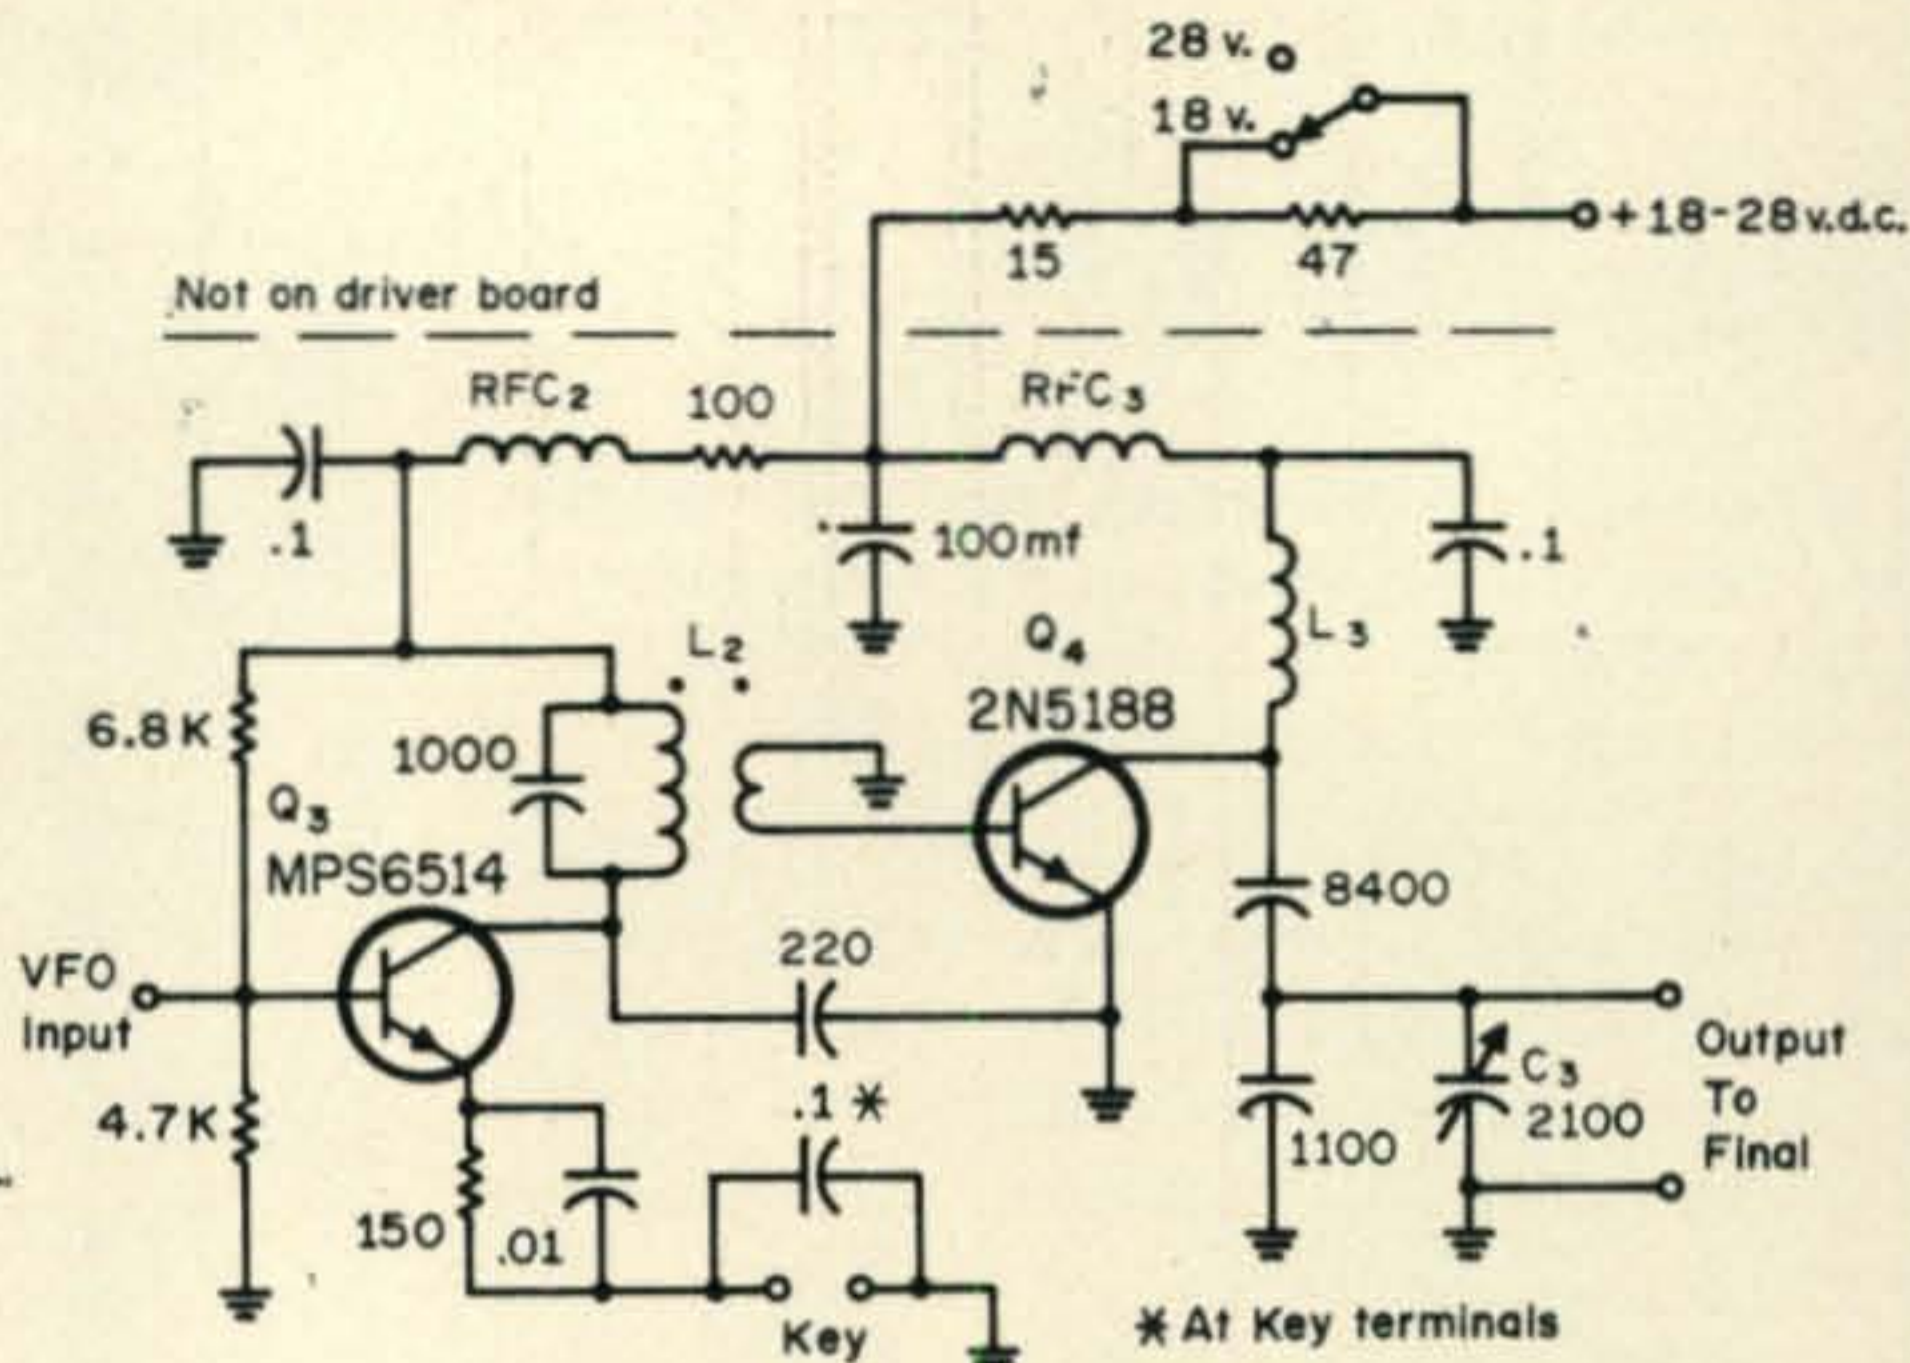 28 v.
18 v.
+18-28 v.d.c.
15
47
Not on driver board
RFC2
100
RFC3
.1
100mf
.1
L2
Q4
L3
2N5188
6.8K
1000
Q3
MPS6514
8400
VFO
Input
220
Output
To
Final
C3
2100
.1 *
4.7K
1100
150
.01
Key
* At Key terminals